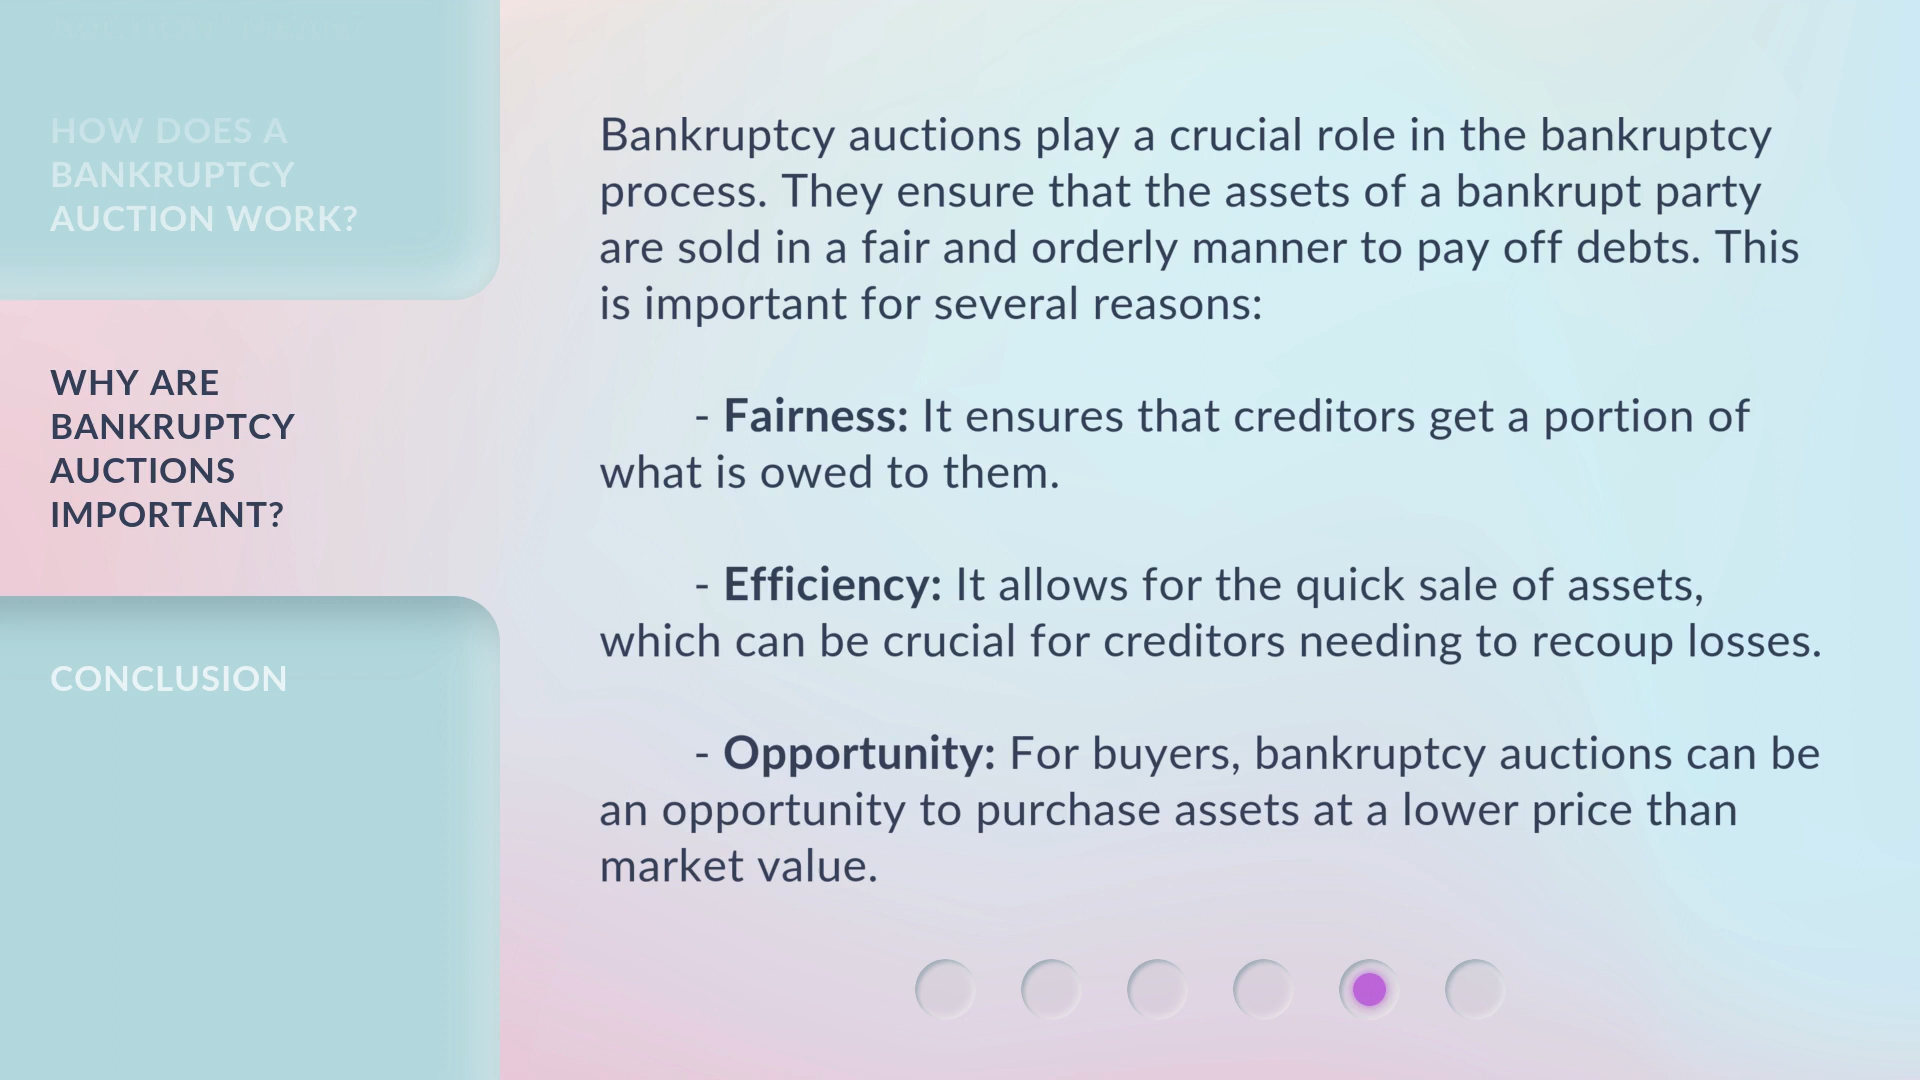 HOW DOES A
BANKRUPTCY
AUCTION WORK?
WHY ARE
BANKRUPTCY
AUCTIONS
IMPORTANT?
CONCLUSION
Bankruptcy auctions play a crucial role in the bankruptcy
process. They ensure that the assets of a bankrupt party
are sold in a fair and orderly manner to pay off debts. This
is important for several reasons:
- Fairness: It ensures that creditors get a portion of
what is owed to them.
- Efficiency: It allows for the quick sale of assets,
which can be crucial for creditors needing to recoup losses.
- Opportunity: For buyers, bankruptcy auctions can be
an opportunity to purchase assets at a lower price than
market value.